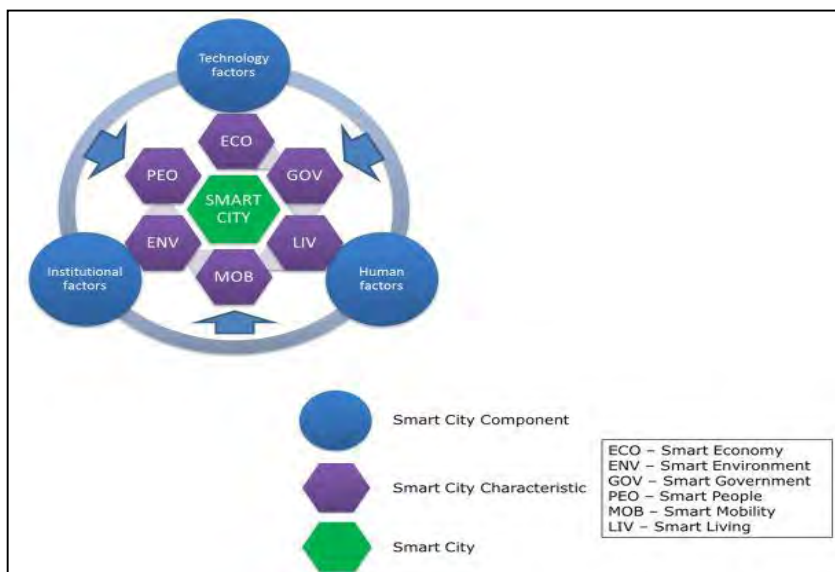 Technology
factors
ECO
PEO
GOV
SMART
CITY
ENV
LIV
MOB
Institutional
factors
Human
factors
Smart City Component
Smart City Characteristic
Smart City
ECO – Smart Economy
ENV – Smart Environment
GOV – Smart Government
PEO – Smart People
MOB – Smart Mobility
LIV – Smart Living